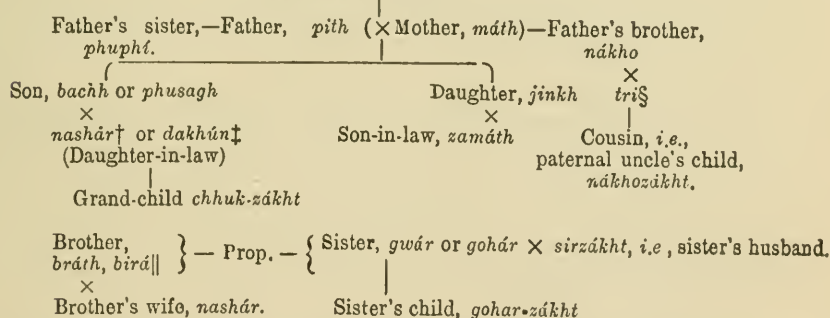 Father's sister,—Father, pith (× Mother, máth)—Father's brother,
phuphí. nákho
×
Son, bachh or phusagh Daughter, jinkh tri§
× ×
nashár† or dakhún‡ Son-in-law, zamáth Cousin, i.e.,
(Daughter-in-law) paternal uncle's child,
nákhozákht.
Grand-child chhuk-zákht
Brother, } — Prop. — { Sister, gwár or gohár × sirzákht, i.e, sister's husband.
bráth, birá||
×
Brother's wife, nashár. Sister's child, gohar-zákht